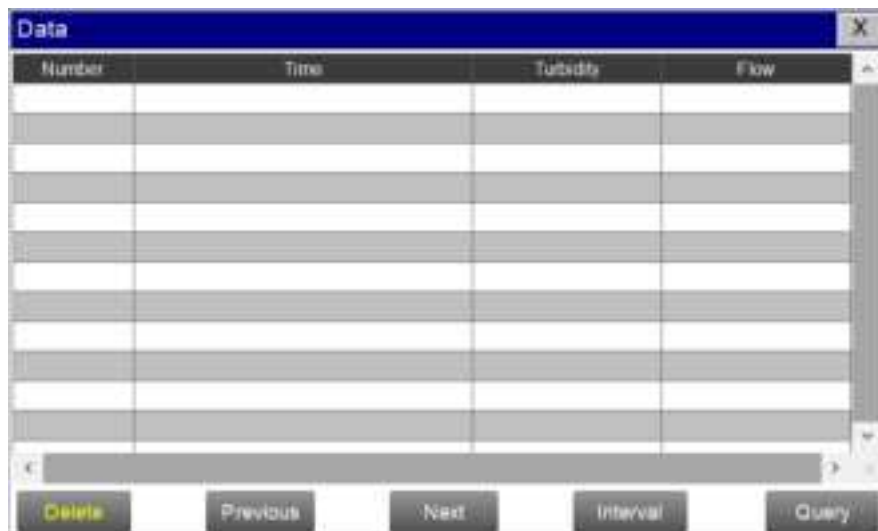 Data X
Number Time Turbidity Flow
Delete Previous Next Interval Query